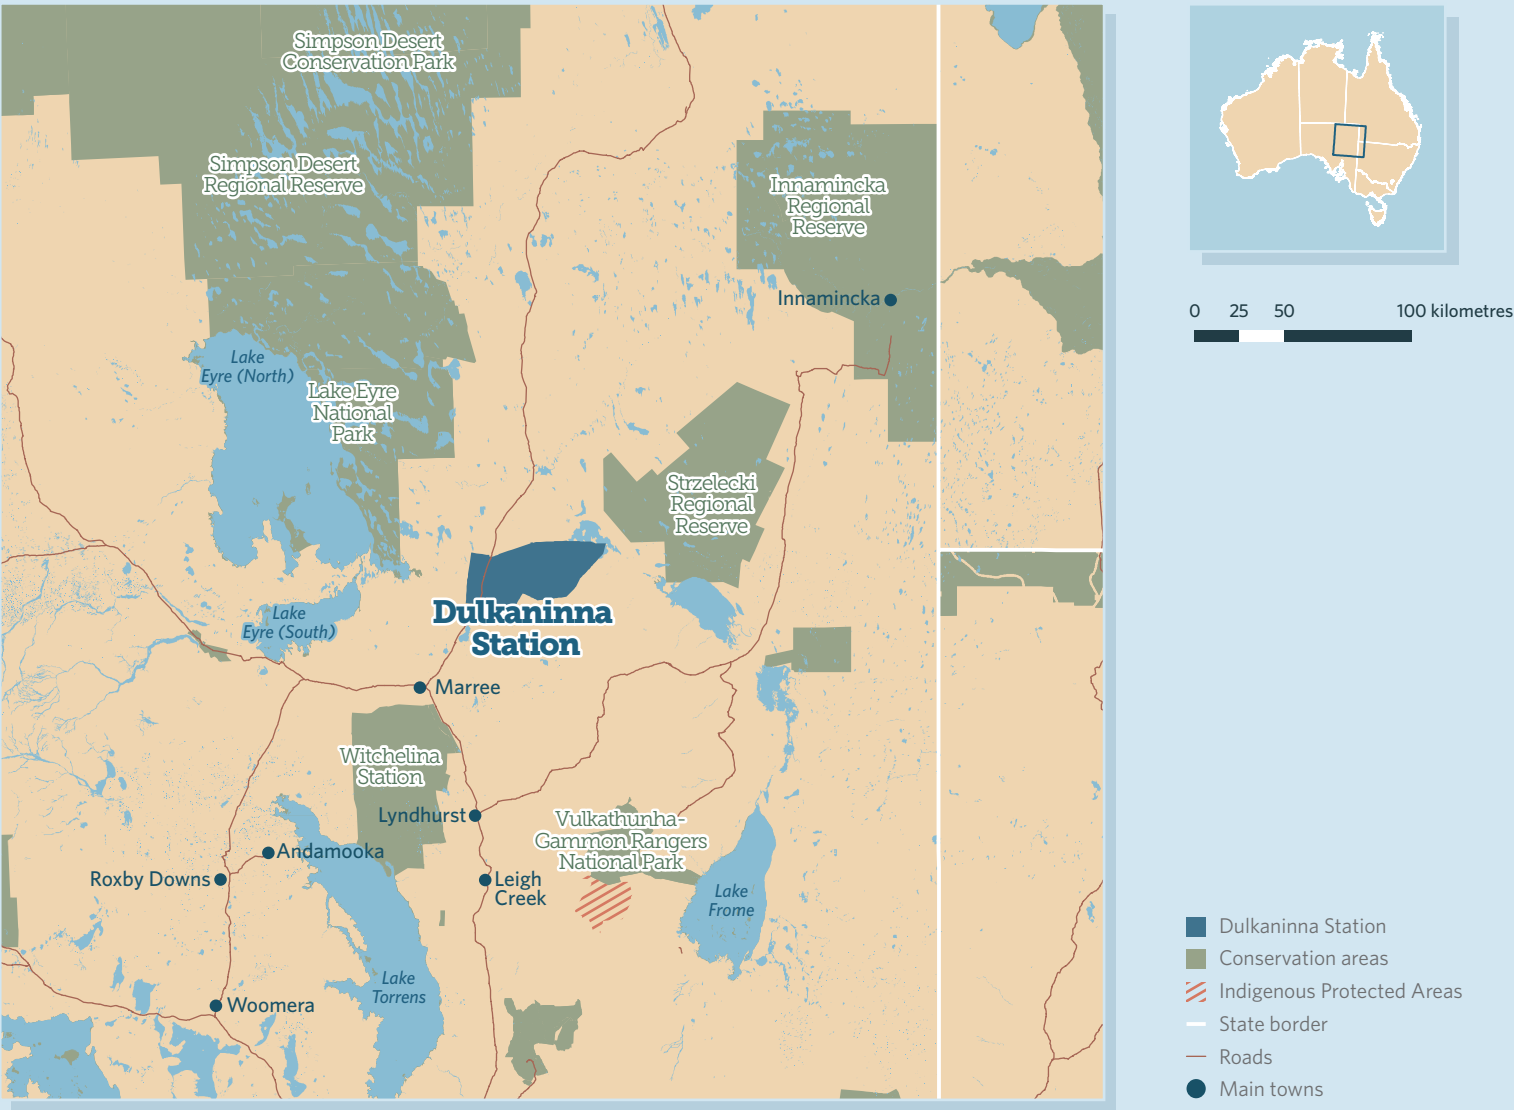 Simpson Desert
Conservation Park
Simpson Desert
Regional Reserve
Innamincka
Regional
Reserve
Innamincka
Lake
Eyre (North)
Lake Eyre
National
Park
Strzelecki
Regional
Reserve
Lake
Eyre (South)
Dulkaninna
Station
Marree
Witchelina
Station
Lyndhurst
Vulkathunha-
Gammon Rangers
National Park
Andamooka
Roxby Downs
Leigh
Creek
Lake
Frome
Lake
Torrens
Woomera
0 25 50 100 kilometres
Dulkaninna Station
Conservation areas
Indigenous Protected Areas
State border
Roads
Main towns